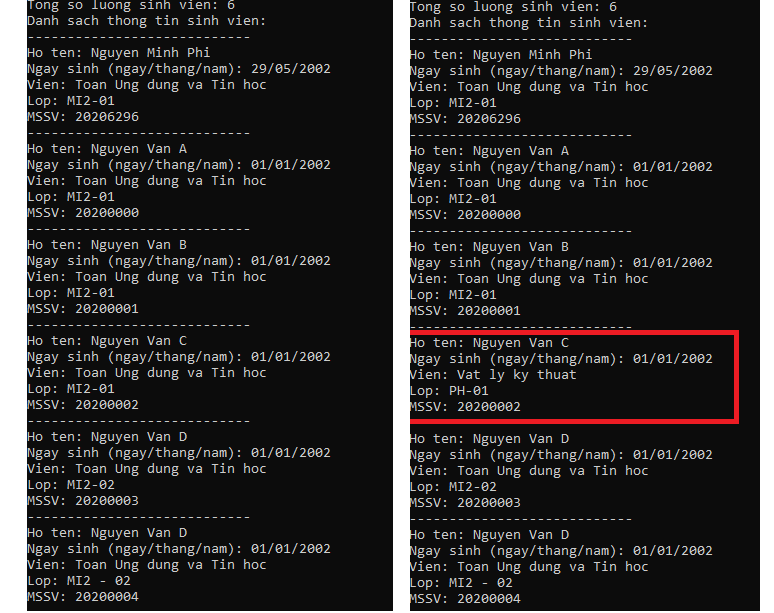 Tong so luong sinh vien: 6
Danh sach thong tin sinh vien:
----------------------------
Ho ten: Nguyen Minh Phi
Ngay sinh (ngay/thang/nam): 29/05/2002
Vien: Toan Ung dung va Tin hoc
Lop: MI2-01
MSSV: 20206296
----------------------------
Ho ten: Nguyen Van A
Ngay sinh (ngay/thang/nam): 01/01/2002
Vien: Toan Ung dung va Tin hoc
Lop: MI2-01
MSSV: 20200000
----------------------------
Ho ten: Nguyen Van B
Ngay sinh (ngay/thang/nam): 01/01/2002
Vien: Toan Ung dung va Tin hoc
Lop: MI2-01
MSSV: 20200001
----------------------------
Ho ten: Nguyen Van C
Ngay sinh (ngay/thang/nam): 01/01/2002
Vien: Toan Ung dung va Tin hoc
Lop: MI2-01
MSSV: 20200002
----------------------------
Ho ten: Nguyen Van D
Ngay sinh (ngay/thang/nam): 01/01/2002
Vien: Toan Ung dung va Tin hoc
Lop: MI2-02
MSSV: 20200003
----------------------------
Ho ten: Nguyen Van D
Ngay sinh (ngay/thang/nam): 01/01/2002
Vien: Toan Ung dung va Tin hoc
Lop: MI2 - 02
MSSV: 20200004
Tong so luong sinh vien: 6
Danh sach thong tin sinh vien:
----------------------------
Ho ten: Nguyen Minh Phi
Ngay sinh (ngay/thang/nam): 29/05/2002
Vien: Toan Ung dung va Tin hoc
Lop: MI2-01
MSSV: 20206296
----------------------------
Ho ten: Nguyen Van A
Ngay sinh (ngay/thang/nam): 01/01/2002
Vien: Toan Ung dung va Tin hoc
Lop: MI2-01
MSSV: 20200000
----------------------------
Ho ten: Nguyen Van B
Ngay sinh (ngay/thang/nam): 01/01/2002
Vien: Toan Ung dung va Tin hoc
Lop: MI2-01
MSSV: 20200001
----------------------------
Ho ten: Nguyen Van C
Ngay sinh (ngay/thang/nam): 01/01/2002
Vien: Vat ly ky thuat
Lop: PH-01
MSSV: 20200002
Ho ten: Nguyen Van D
Ngay sinh (ngay/thang/nam): 01/01/2002
Vien: Toan Ung dung va Tin hoc
Lop: MI2-02
MSSV: 20200003
----------------------------
Ho ten: Nguyen Van D
Ngay sinh (ngay/thang/nam): 01/01/2002
Vien: Toan Ung dung va Tin hoc
Lop: MI2 - 02
MSSV: 20200004